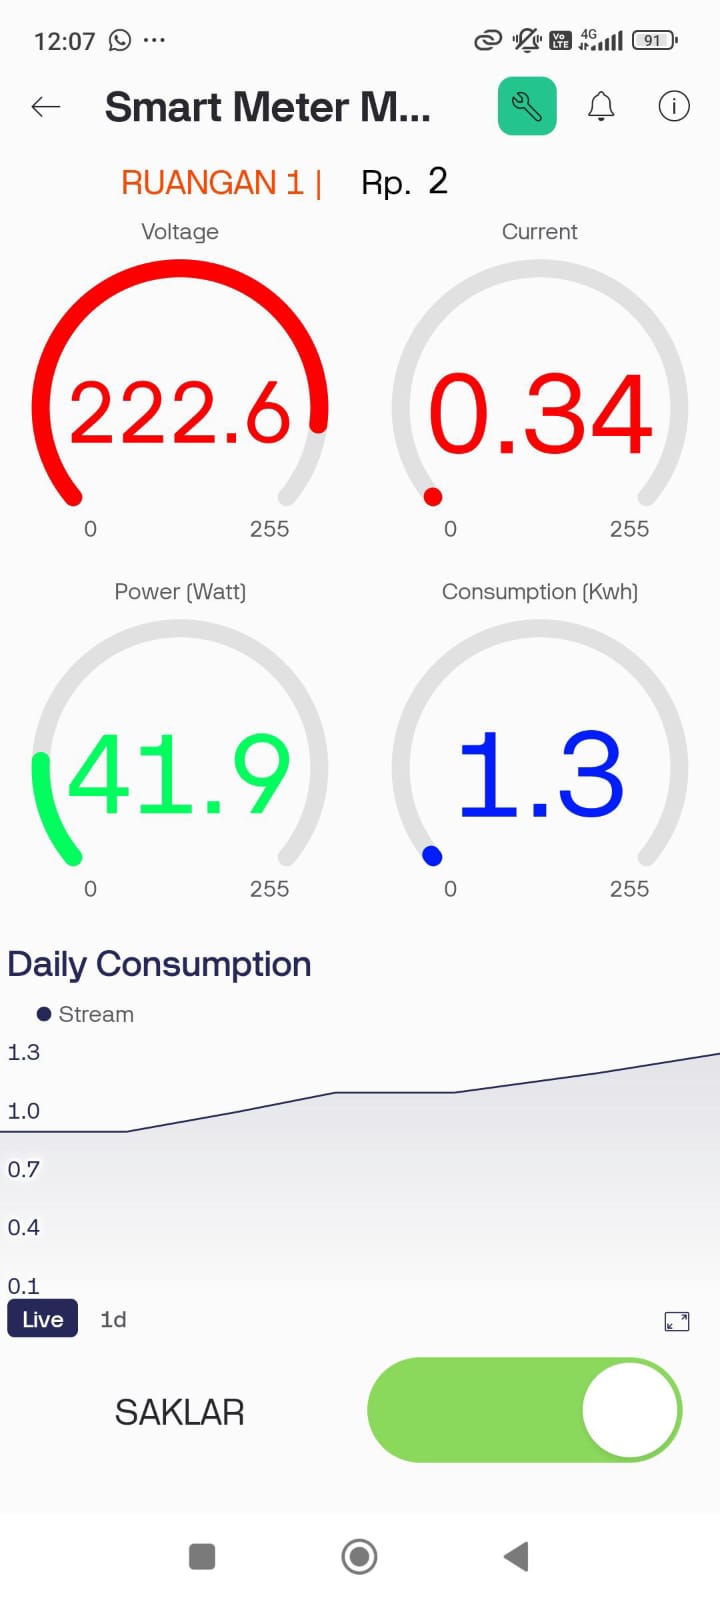 12:07 ... Vo LTE 4G 91
Smart Meter M...
RUANGAN 1 | Rp. 2
Voltage Current
222.6 0.34
0 255 0 255
Power (Watt) Consumption (Kwh)
41.9 1.3
0 255 0 255
Daily Consumption
Stream
1.3
1.0
0.7
0.4
0.1
Live 1d
SAKLAR